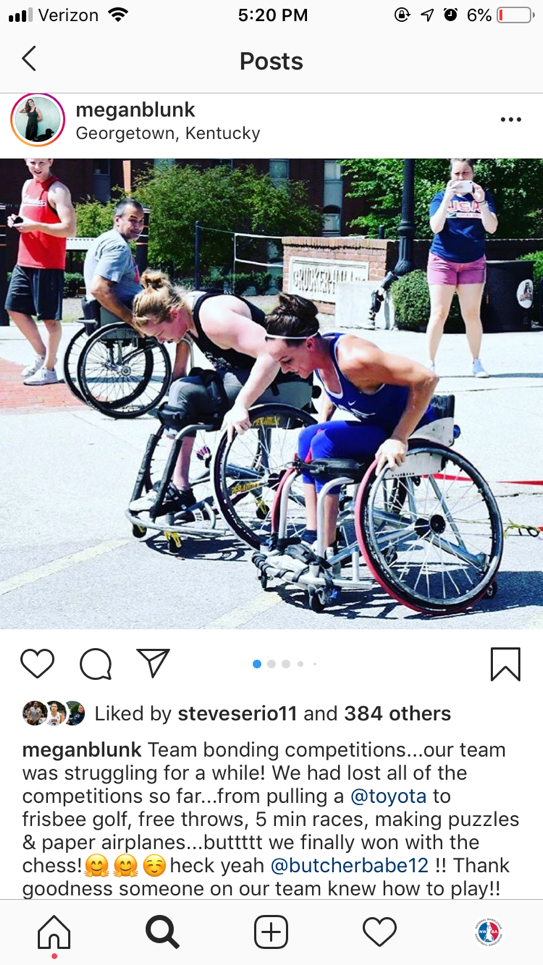 Verizon 5:20 PM 6%
Posts
meganblunk
Georgetown, Kentucky
USA
Liked by steveserio11 and 384 others
meganblunk Team bonding competitions...our team
was struggling for a while! We had lost all of the
competitions so far...from pulling a @toyota to
frisbee golf, free throws, 5 min races, making puzzles
& paper airplanes...buttttt we finally won with the
chess!🤗🤗☺️heck yeah @butcherbabe12 !! Thank
goodness someone on our team knew how to play!!